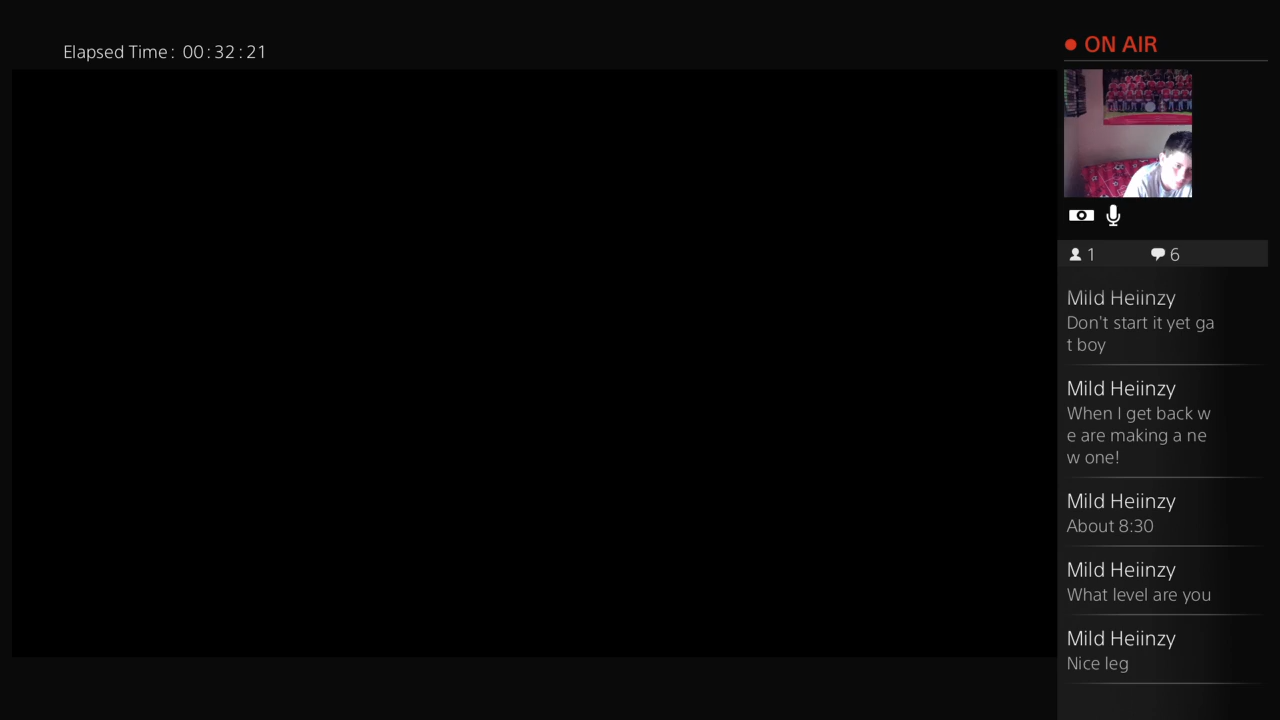 Elapsed Time: 00:32:21
ON AIR
1 6
Mild Heiinzy
Don't start it yet ga
t boy
Mild Heiinzy
When I get back w
e are making a ne
w one!
Mild Heiinzy
About 8:30
Mild Heiinzy
What level are you
Mild Heiinzy
Nice leg